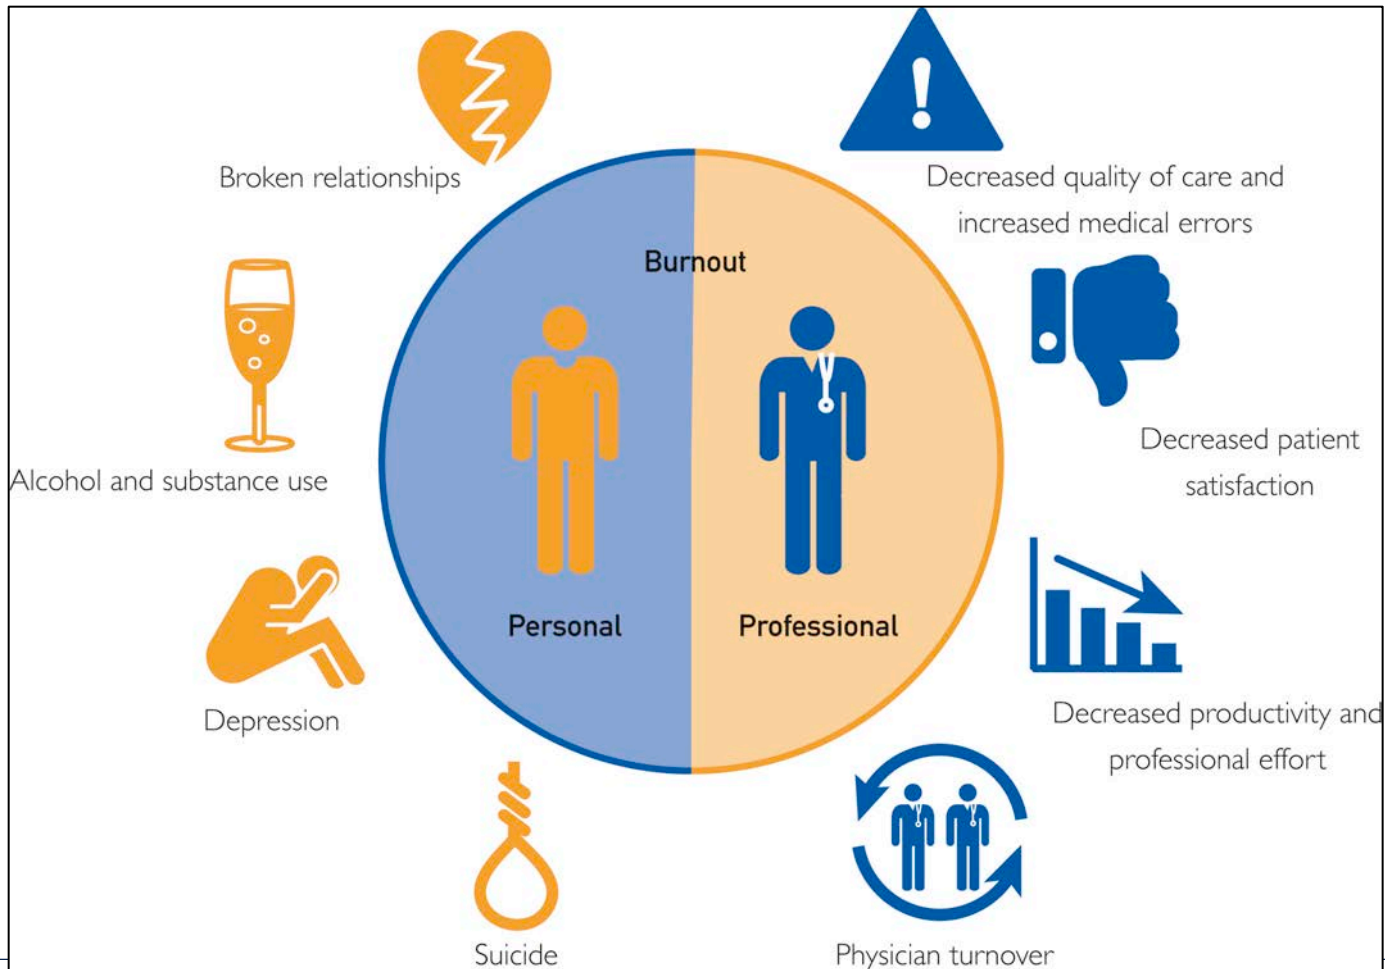 Broken relationships
Decreased quality of care and
increased medical errors
Burnout
Alcohol and substance use
Decreased patient
satisfaction
Personal
Professional
Depression
Decreased productivity and
professional effort
Suicide
Physician turnover